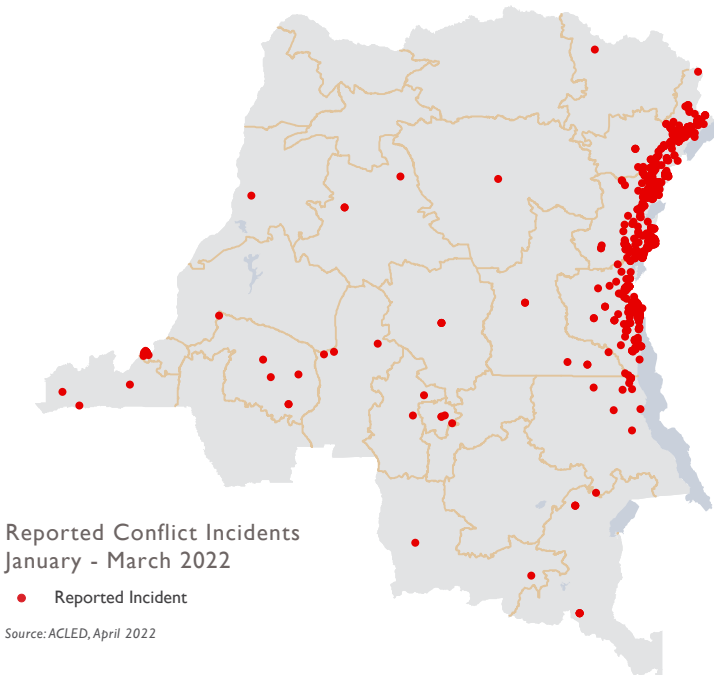 Reported Conflict Incidents
January - March 2022
Reported Incident
Source: ACLED, April 2022